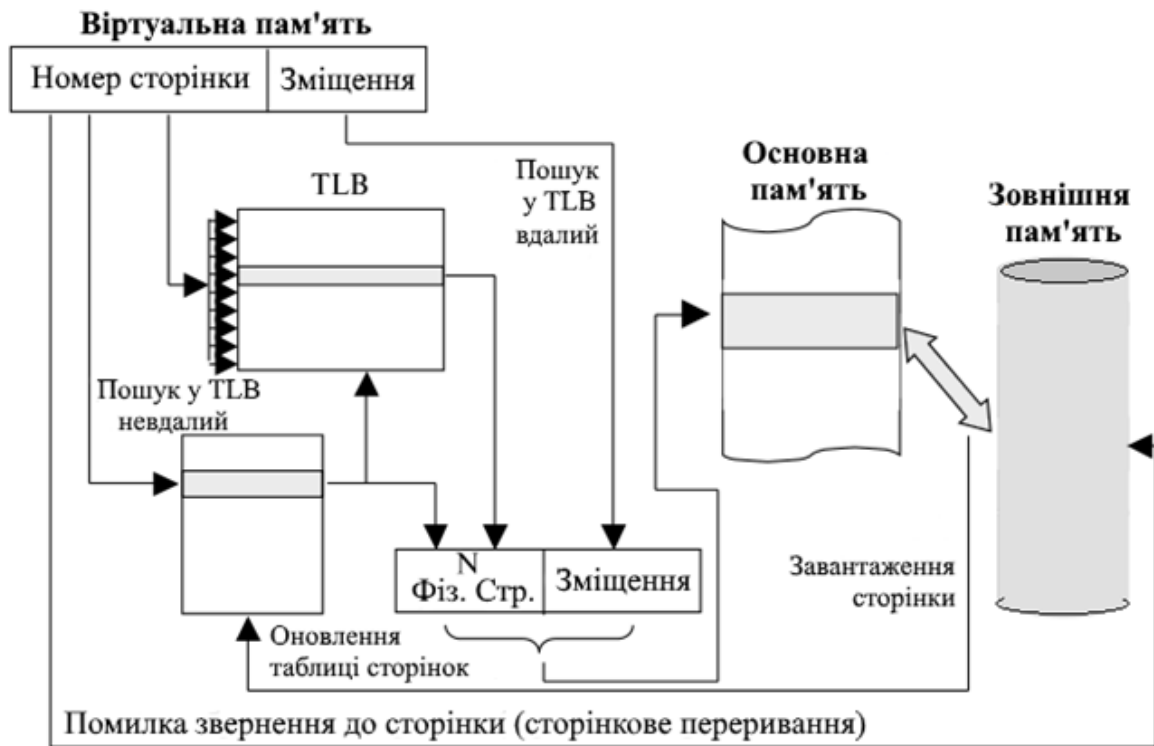 Віртуальна пам'ять
Номер сторінки
Зміщення
TLB
Пошук
у TLB
вдалий
Основна
пам'ять
Зовнішня
пам'ять
Пошук у TLB
невдалий
N
Фіз. Стр.
Зміщення
Завантаження
сторінки
Оновлення
таблиці сторінок
Помилка звернення до сторінки (сторінкове переривання)